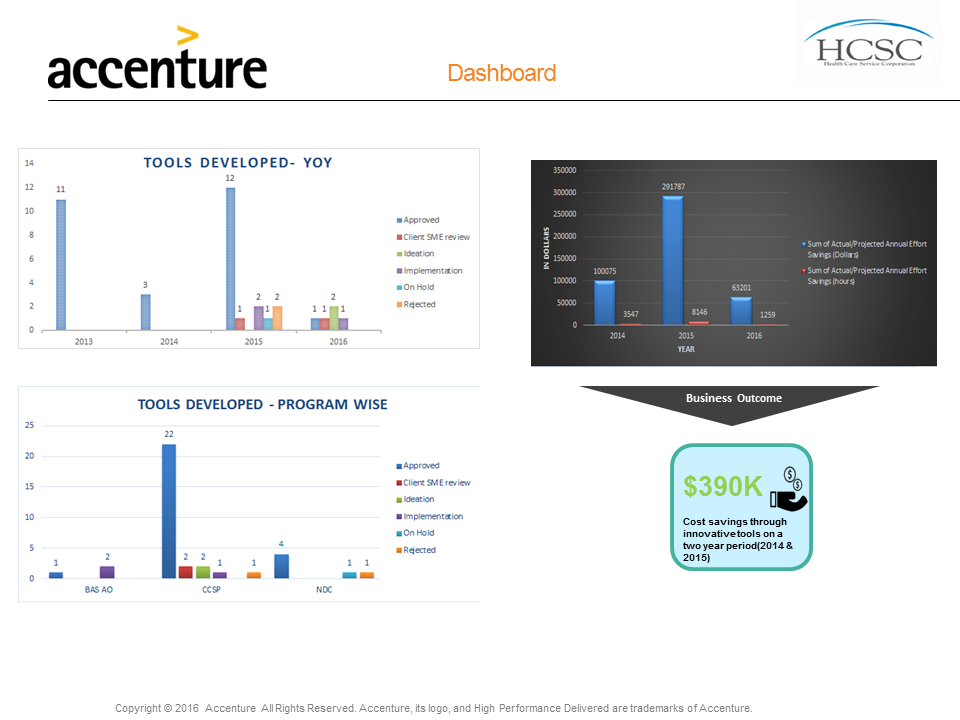 accenture
Dashboard
HCSC
Health Care Service Corporation
TOOLS DEVELOPED- YOY
14
12
10
8
6
4
2
0
11
3
12
1
2
1
2
1
1
2
1
2013
2014
2015
2016
Approved
Client SME review
Ideation
Implementation
On Hold
Rejected
350000
300000
250000
200000
150000
100000
50000
0
IN DOLLARS
100075
3547
291787
8146
63201
1259
2014
2015
2016
YEAR
Sum of Actual/Projected Annual Effort
Savings (Dollars)
Sum of Actual/Projected Annual Effort
Savings (hours)
TOOLS DEVELOPED - PROGRAM WISE
25
20
15
10
5
0
1
2
22
2
2
1
1
4
1
1
BAS AO
CCSP
NDC
Approved
Client SME review
Ideation
Implementation
On Hold
Rejected
Business Outcome
$390K
$
$
Cost savings through
innovative tools on a
two year period(2014 &
2015)
Copyright © 2016 Accenture All Rights Reserved. Accenture, its logo, and High Performance Delivered are trademarks of Accenture.